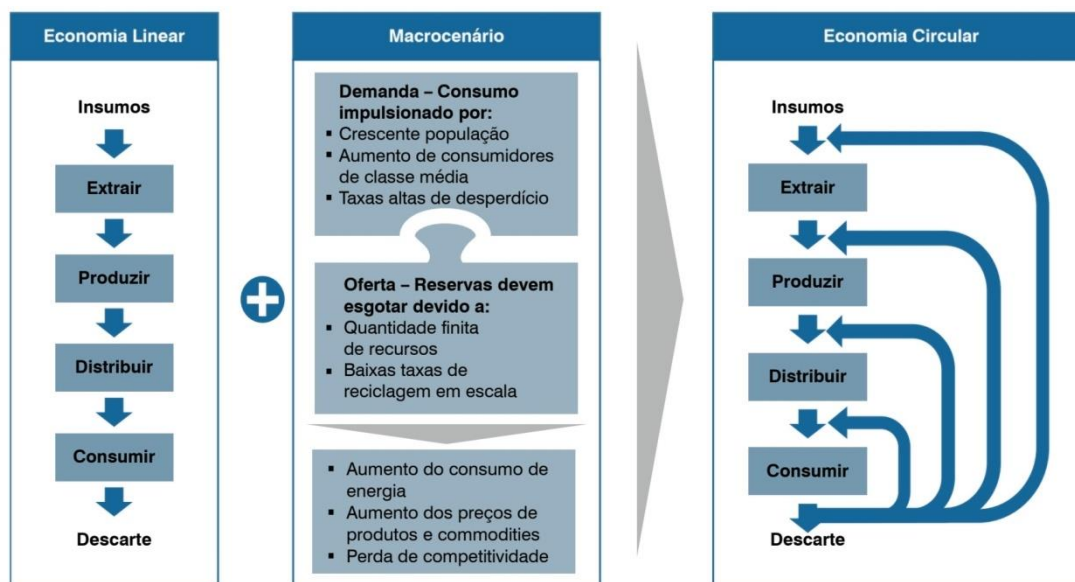 Economia Linear
Insumos
Extrair
Produzir
Distribuir
Consumir
Descarte
Macrocenário
Demanda – Consumo
impulsionado por:
▪ Crescente população
▪ Aumento de consumidores
de classe média
▪ Taxas altas de desperdício
Oferta – Reservas devem
esgotar devido a:
▪ Quantidade finita
de recursos
▪ Baixas taxas de
reciclagem em escala
▪ Aumento do consumo de
energia
▪ Aumento dos preços de
produtos e commodities
▪ Perda de competitividade
Economia Circular
Insumos
Extrair
Produzir
Distribuir
Consumir
Descarte